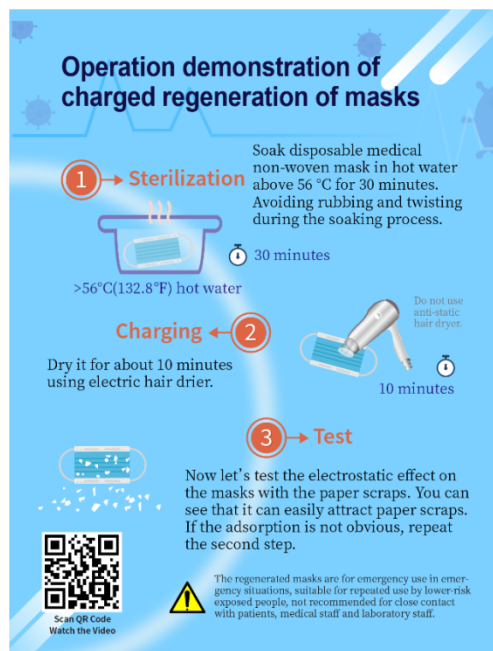 Operation demonstration of
charged regeneration of masks
1
Sterilization
Soak disposable medical
non-woven mask in hot water
above 56 °C for 30 minutes.
Avoiding rubbing and twisting
during the soaking process.
30 minutes
>56°C(132.8°F) hot water
Charging
2
Do not use
anti-static
hair dryer.
Dry it for about 10 minutes
using electric hair drier.
10 minutes
3
Test
Now let's test the electrostatic effect on
the masks with the paper scraps. You can
see that it can easily attract paper scraps.
If the adsorption is not obvious, repeat
the second step.
Scan QR Code
Watch the Video
The regenerated masks are for emergency use in emer-
gency situations, suitable for repeated use by lower-risk
exposed people, not recommended for close contact
with patients, medical staff and laboratory staff.